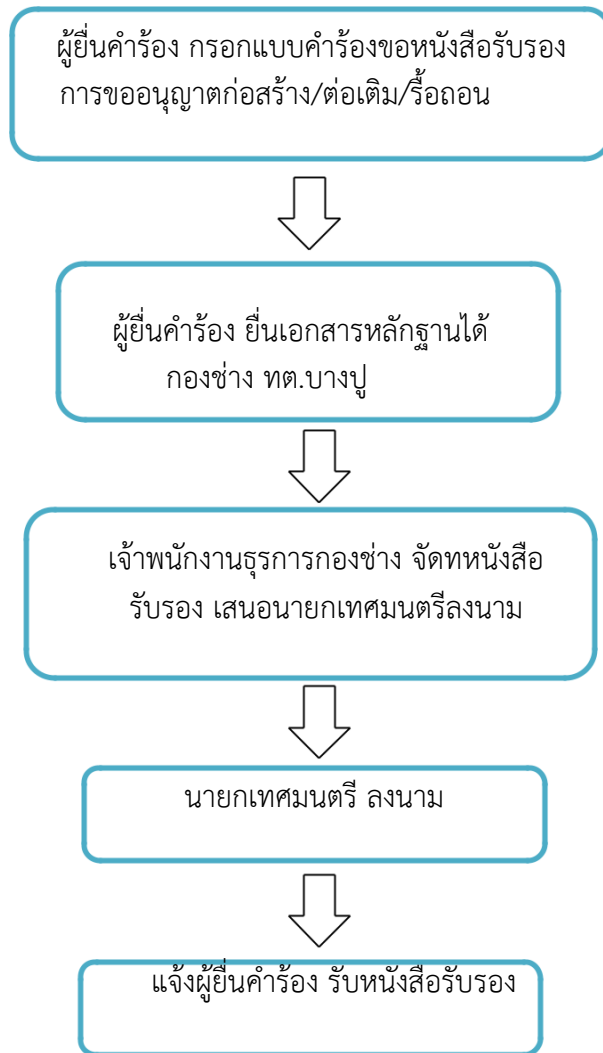 ผู้ยื่นคำร้อง กรอกแบบคำร้องขอหนังสือรับรอง
การขออนุญาตก่อสร้าง/ต่อเติม/รื้อถอน
ผู้ยื่นคำร้อง ยื่นเอกสารหลักฐานได้
กองช่าง ทต.บางปู
เจ้าพนักงานธุรการกองช่าง จัดทหนังสือ
รับรอง เสนอนายกเทศมนตรีลงนาม
นายกเทศมนตรี ลงนาม
แจ้งผู้ยื่นคำร้อง รับหนังสือรับรอง